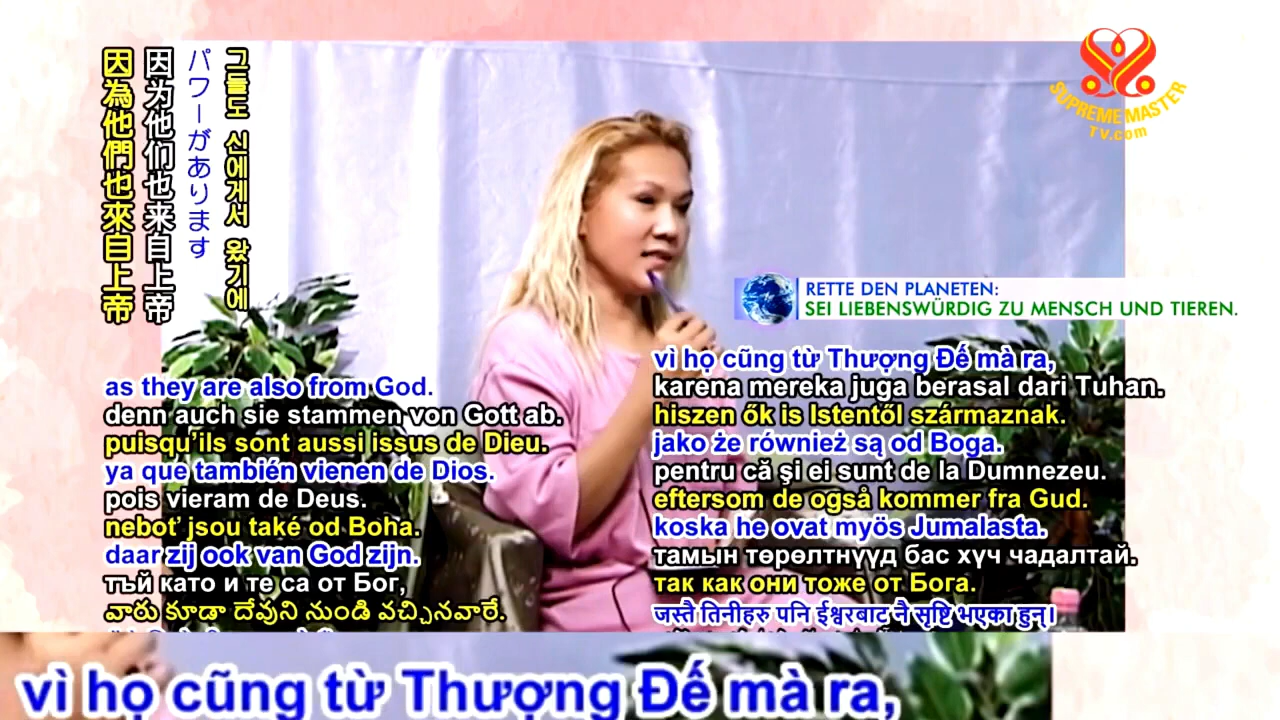 因為他們也來自上帝
因为他们也来自上帝
パワーがあります
그들도 신에게서 왔기에
SUPREME MASTER
TV.com
RETTE DEN PLANETEN:
SEI LIEBENSWÜRDIG ZU MENSCH UND TIEREN.
as they are also from God.
denn auch sie stammen von Gott ab.
puisqu'ils sont aussi issus de Dieu.
ya que también vienen de Dios.
pois vieram de Deus.
neboť jsou také od Boha.
daar zij ook van God zijn.
тъй като и те са от Бог,
వారు కూడా దేవుని నుండి వచ్చినవారే.
vì họ cũng từ Thượng Đế mà ra,
karena mereka juga berasal dari Tuhan.
hiszen ők is Istentől származnak.
jako że również są od Boga.
pentru că şi ei sunt de la Dumnezeu.
eftersom de også kommer fra Gud.
koska he ovat myös Jumalasta.
тамын төрөлтнүүд бас хүч чадалтай.
так как они тоже от Бога.
जस्तै तिनीहरु पनि ईश्वरबाट नै सृष्टि भएका हुन्।
vì họ cũng từ Thượng Đế mà ra,